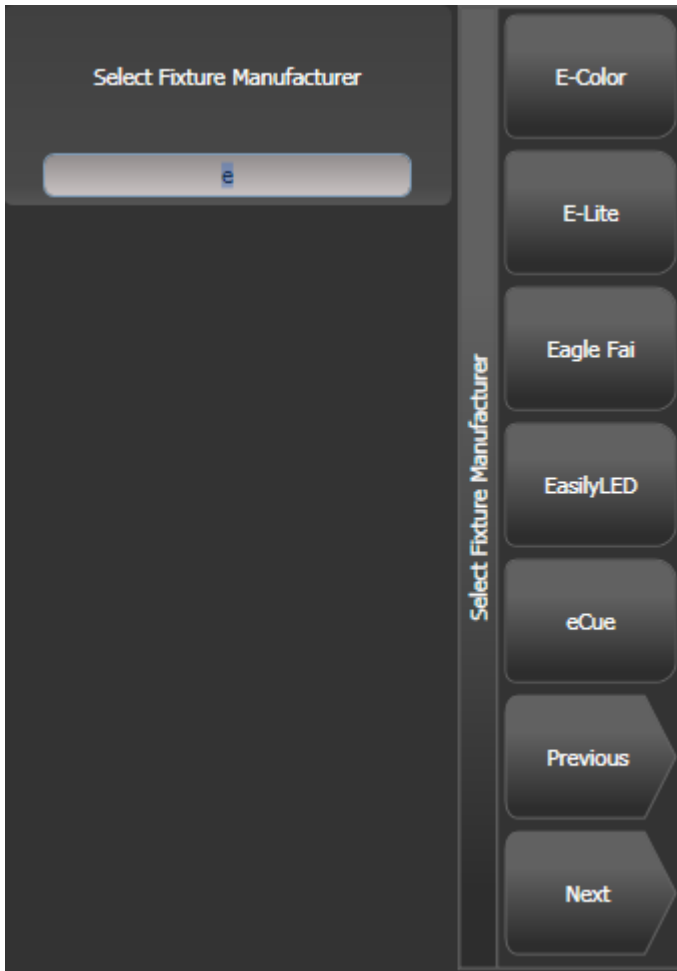 Select Fixture Manufacturer
e
Select Fixture Manufacturer
E-Color
E-Lite
Eagle Fai
EasilyLED
eCue
Previous
Next